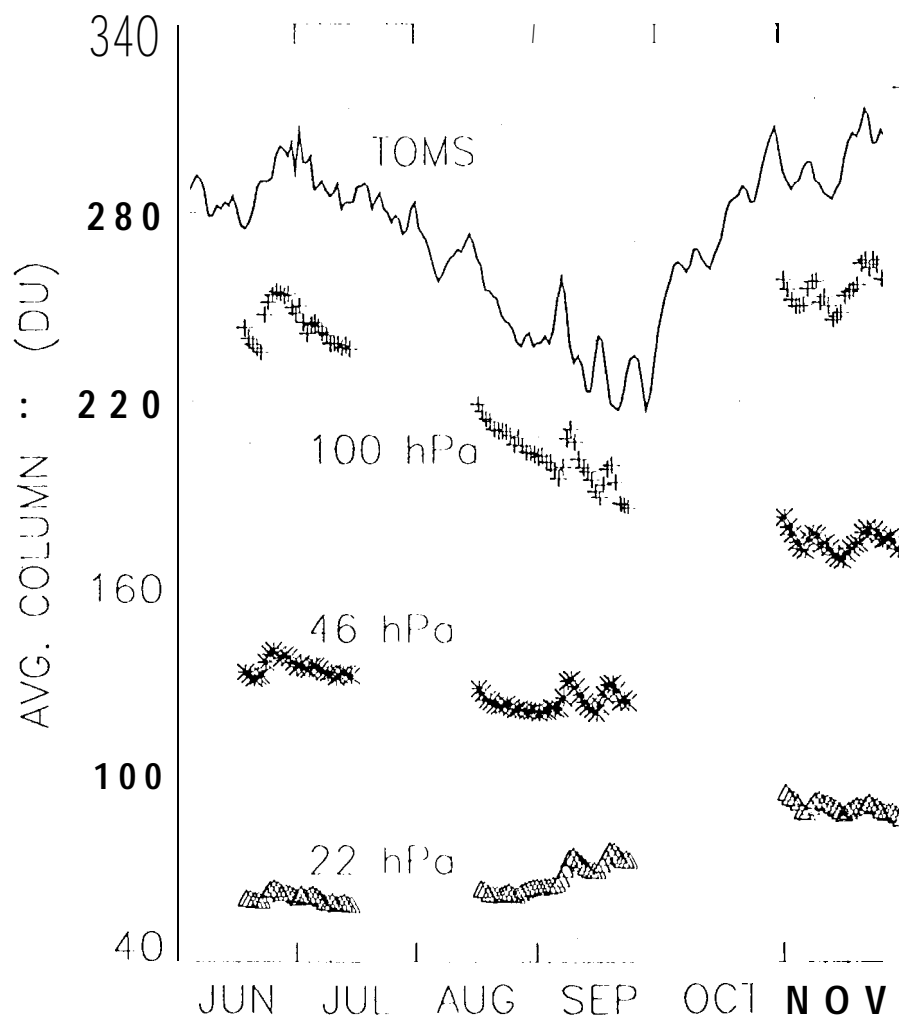 340
TOMS
280
AVG. COLUMN :: (DU)
220
100 hPa
160
46 hPa
100
22 hPa
40
JUN JUL AUG SEP OCT NOV